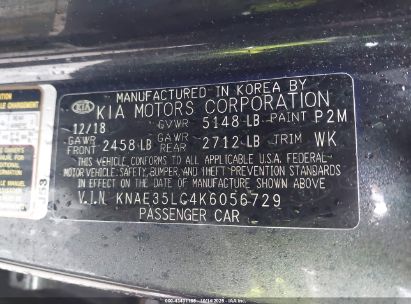 MANUFACTURED IN KOREA BY
KIA KIA MOTORS CORPORATION
12/18 GVWR 5148 LB PAINT P2M
GAWR FRONT 2458 LB GAWR REAR 2712 LB TRIM WK
THIS VEHICLE CONFORMS TO ALL APPLICABLE U.S.A. FEDERAL
MOTOR VEHICLE SAFETY, BUMPER, AND THEFT PREVENTION STANDARDS
IN EFFECT ON THE DATE OF MANUFACTURE SHOWN ABOVE.
V.I.N. KNAE35LC4K6056729
PASSENGER CAR